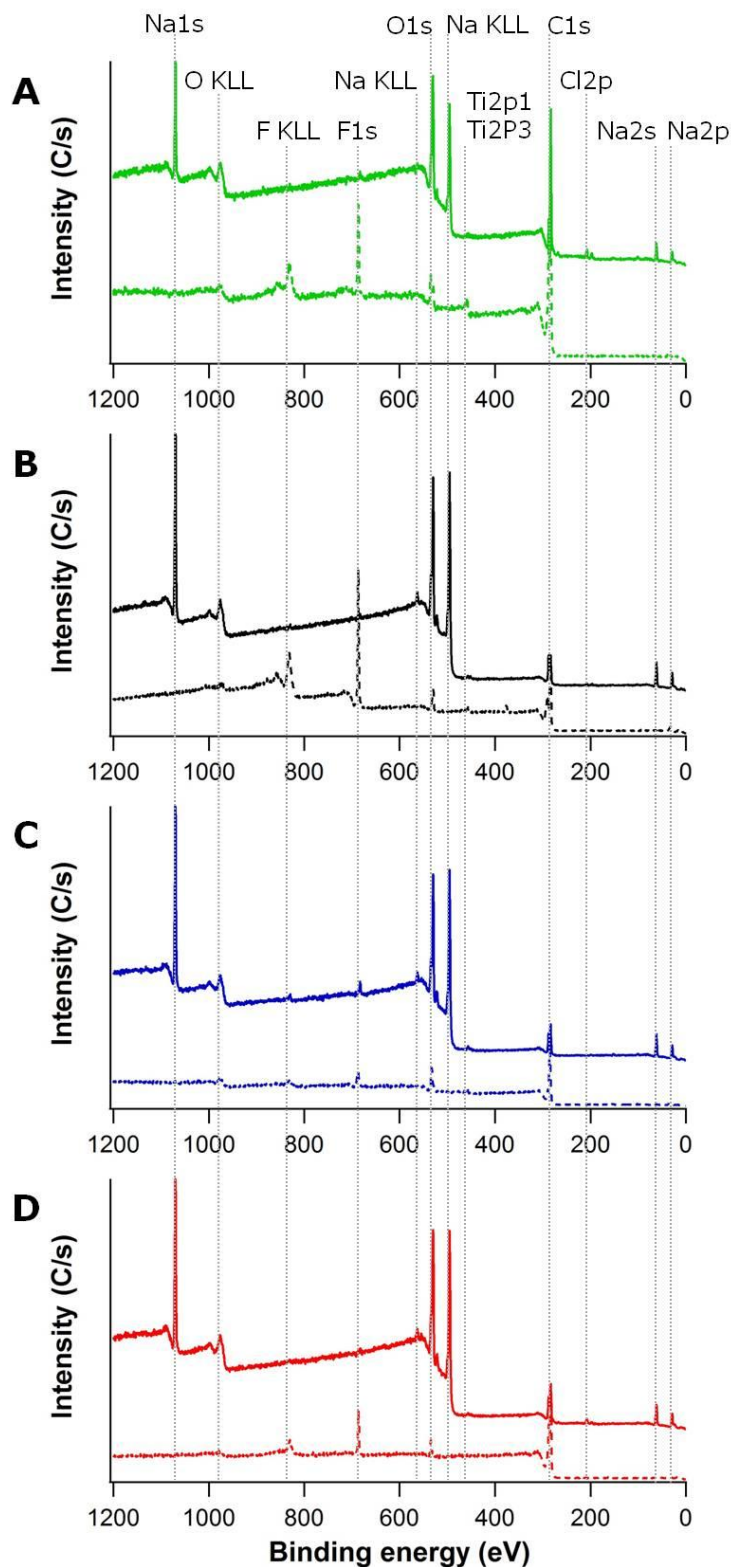 Na1s O1s Na KLL C1s
O KLL Na KLL Ti2p1 Cl2p
F KLL F1s Ti2P3 Na2s Na2p
A
Intensity (C/s)
1200 1000 800 600 400 200 0
B
Intensity (C/s)
1200 1000 800 600 400 200 0
C
Intensity (C/s)
1200 1000 800 600 400 200 0
D
Intensity (C/s)
1200 1000 800 600 400 200 0
Binding energy (eV)